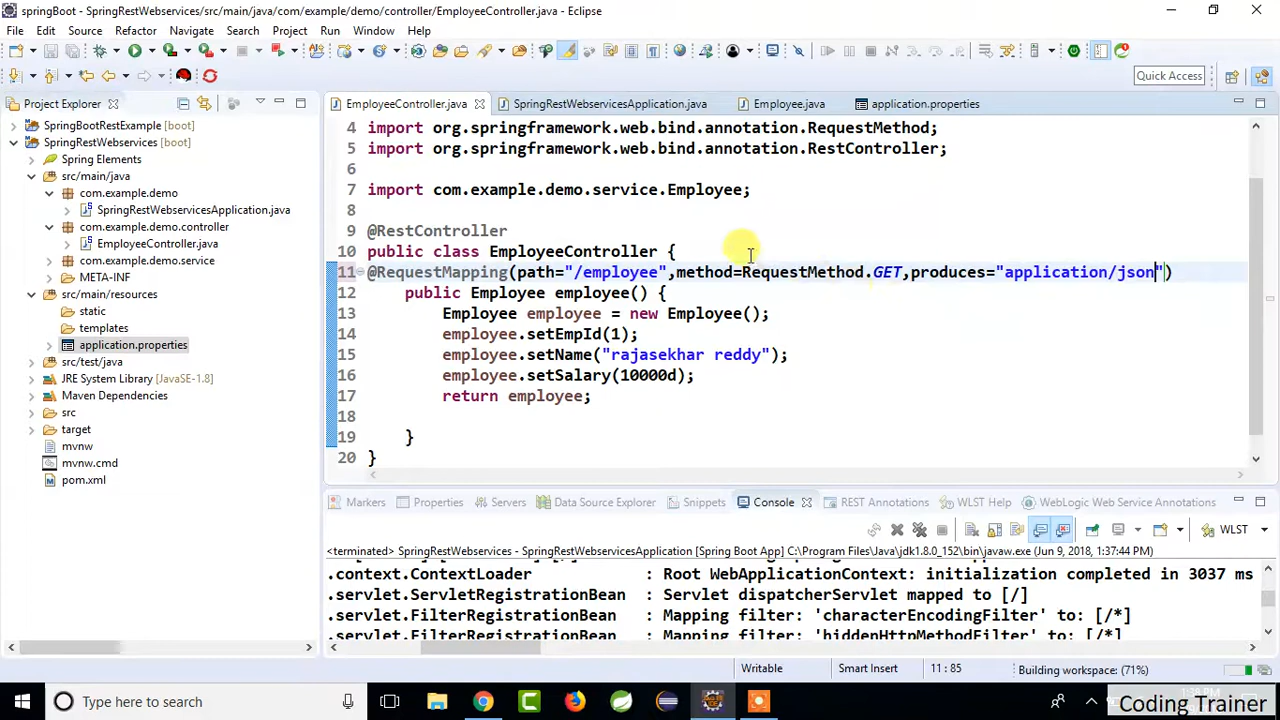 springBoot - SpringRestWebservices/src/main/java/com/example/demo/controller/EmployeeController.java - Eclipse
File Edit Source Refactor Navigate Search Project Run Window Help
Quick Access
Project Explorer
SpringBootRestExample [boot]
SpringRestWebservices [boot]
Spring Elements
src/main/java
com.example.demo
SpringRestWebservicesApplication.java
com.example.demo.controller
EmployeeController.java
com.example.demo.service
META-INF
src/main/resources
static
templates
application.properties
src/test/java
JRE System Library [JavaSE-1.8]
Maven Dependencies
src
target
mvnw
mvnw.cmd
pom.xml
EmployeeController.java SpringRestWebservicesApplication.java Employee.java application.properties
4 import org.springframework.web.bind.annotation.RequestMethod;
5 import org.springframework.web.bind.annotation.RestController;
6
7 import com.example.demo.service.Employee;
8
9 @RestController
10 public class EmployeeController {
11 @RequestMapping(path="/employee",method=RequestMethod.GET,produces="application/json")
12 public Employee employee() {
13 Employee employee = new Employee();
14 employee.setEmpId(1);
15 employee.setName("rajasekhar reddy");
16 employee.setSalary(10000d);
17 return employee;
18
19 }
20 }
Markers Properties Servers Data Source Explorer Snippets Console REST Annotations WLST Help WebLogic Web Service Annotations
WLST
<terminated> SpringRestWebservices - SpringRestWebservicesApplication [Spring Boot App] C:\Program Files\Java\jdk1.8.0_152\bin\javaw.exe (Jun 9, 2018, 1:37:44 PM)
.context.ContextLoader : Root WebApplicationContext: initialization completed in 3037 ms
.servlet.ServletRegistrationBean : Servlet dispatcherServlet mapped to [/]
.servlet.FilterRegistrationBean : Mapping filter: 'characterEncodingFilter' to: [/*]
.servlet.FilterRegistrationBean : Mapping filter: 'hiddenHttpMethodFilter' to: [/*]
Writable Smart Insert 11 : 85 Building workspace: (71%)
Type here to search
Coding Trainer